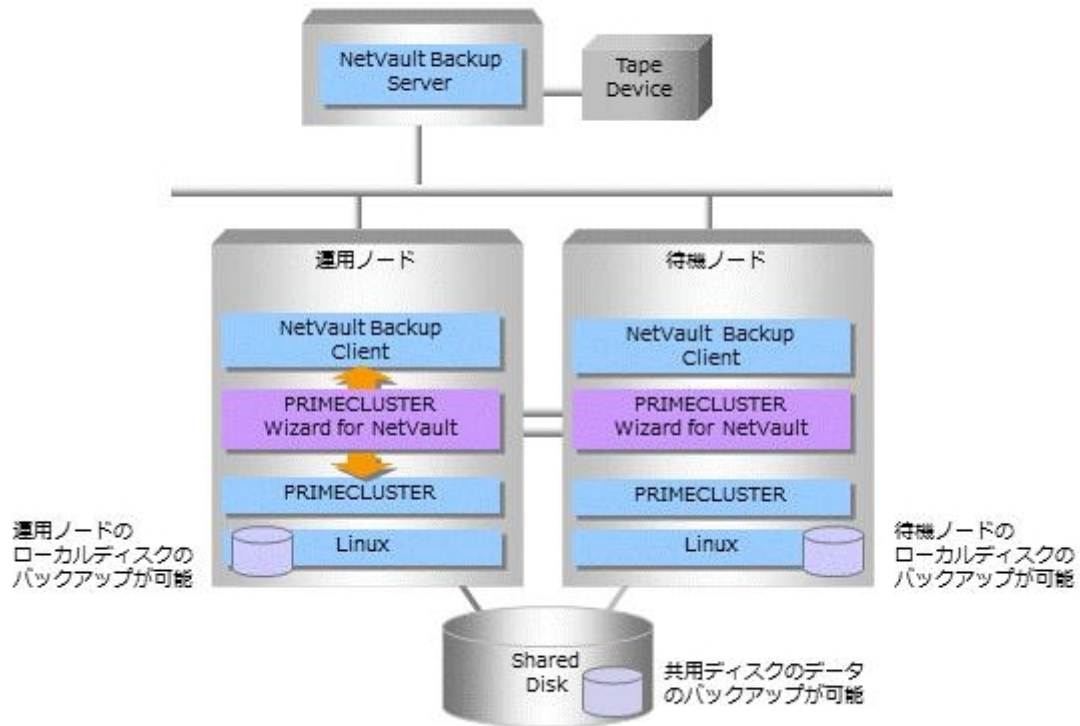 NetVault Backup
Server
Tape
Device
運用ノード
NetVault Backup
Client
PRIMECLUSTER
Wizard for NetVault
PRIMECLUSTER
Linux
待機ノード
NetVault Backup
Client
PRIMECLUSTER
Wizard for NetVault
PRIMECLUSTER
Linux
運用ノードの
ローカルディスクの
バックアップが可能
待機ノードの
ローカルディスクの
バックアップが可能
Shared
Disk
共用ディスクのデータ
のバックアップが可能